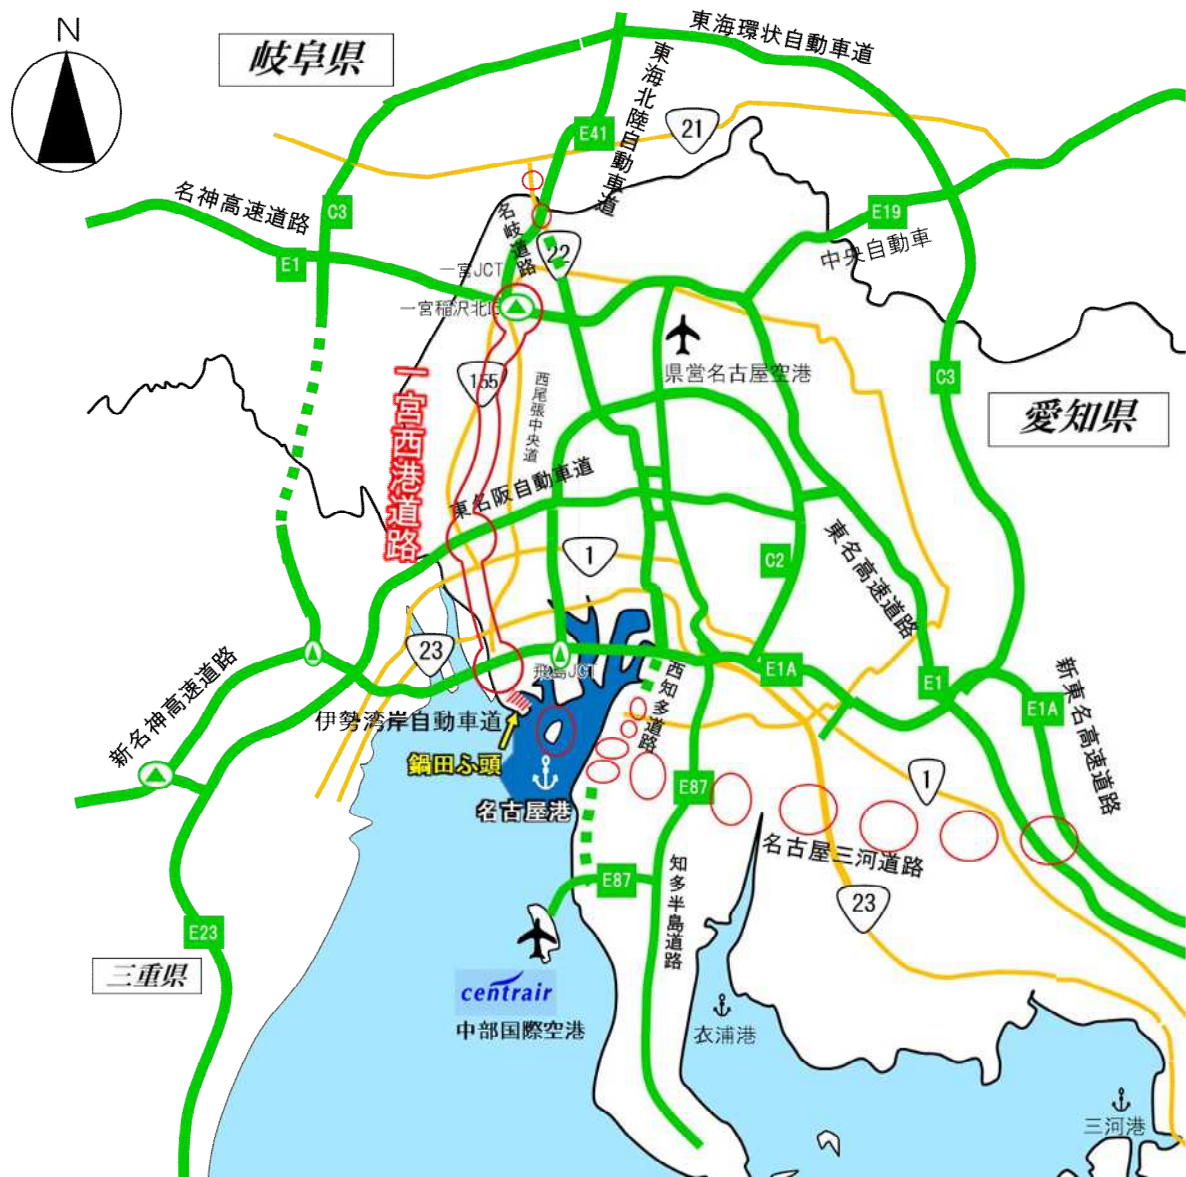 N
岐阜県
東海環状自動車道
東海北陸自動車道
E41
21
名神高速道路
C3
E1
名岐道路
22
E19
中央自動車
一宮JCT
一宮稲沢北IC
県営名古屋空港
C3
愛知県
155
西尾張中央道
一宮西港道路
東名阪自動車道
1
C2
東名高速道路
23
飛島JCT
E1A
E1
西知多道路
新名神高速道路
伊勢湾岸自動車道
鍋田ふ頭
名古屋港
E1A
新東名高速道路
E87
1
名古屋三河道路
E87
知多半島道路
23
E23
三重県
centrair
中部国際空港
衣浦港
三河港